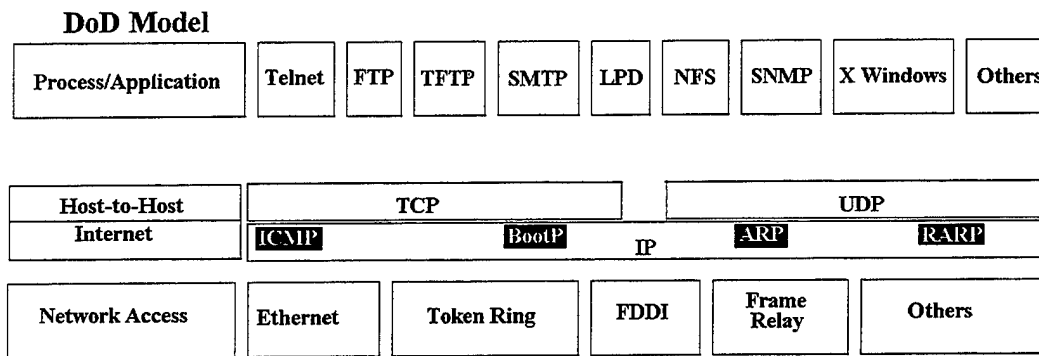 DoD Model
Process/Application Telnet FTP TFTP SMTP LPD NFS SNMP X Windows Others
Host-to-Host TCP UDP
Internet ICMP BootP IP ARP RARP
Network Access Ethernet Token Ring FDDI Frame Relay Others